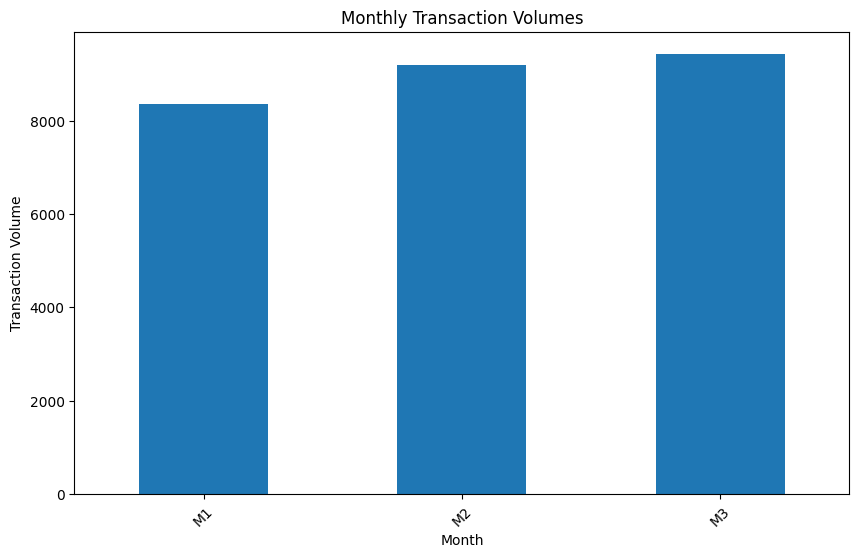 Monthly Transaction Volumes
Transaction Volume
8000
6000
4000
2000
0
M1
M2
M3
Month